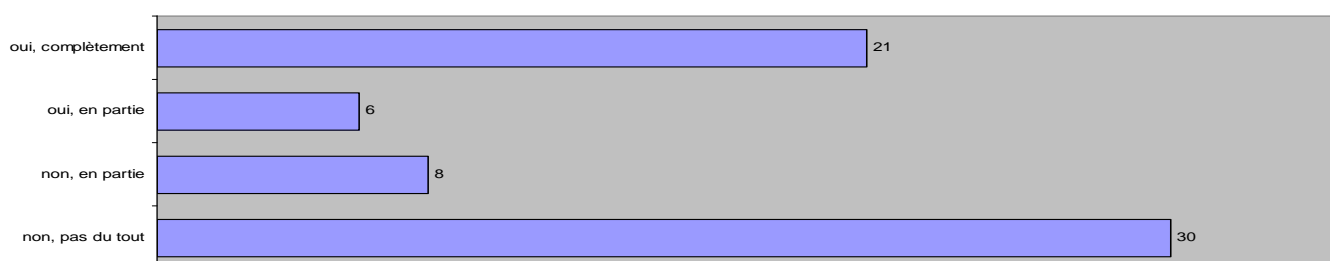 oui, complètement 21
oui, en partie 6
non, en partie 8
non, pas du tout 30